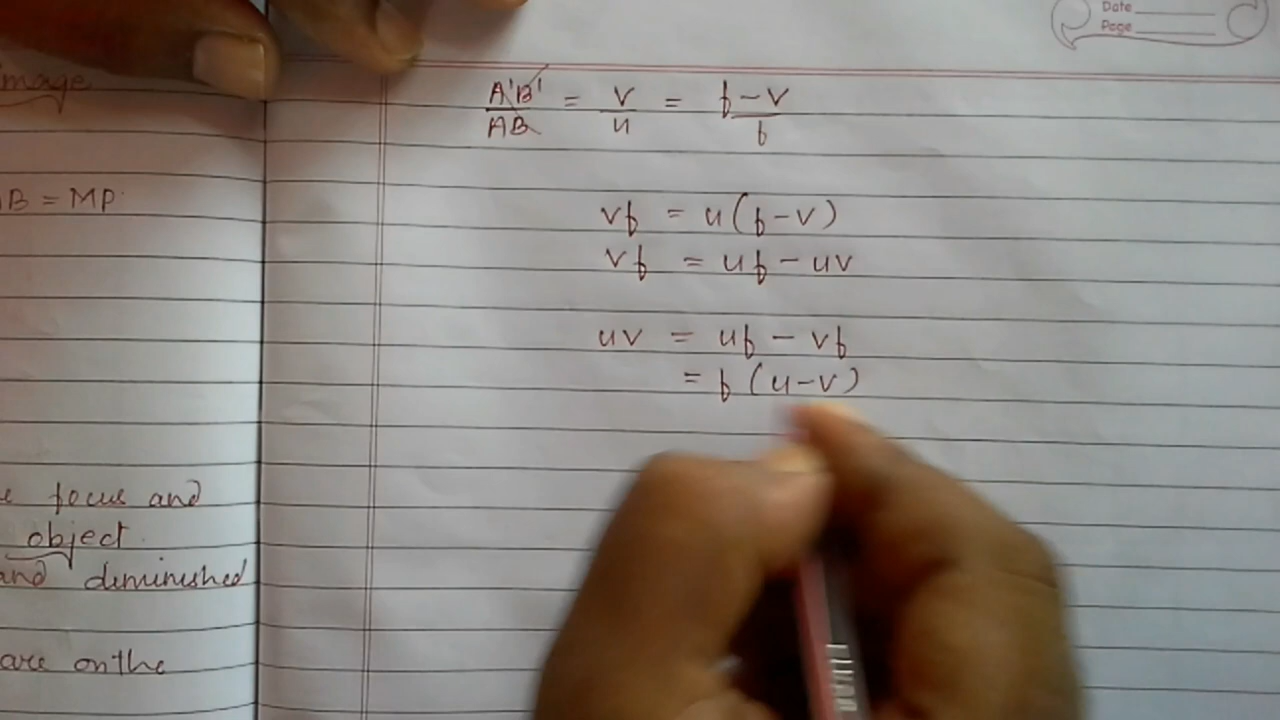 Date
Page
image
A'B'/AB = v/u = f-v/f
B = MP
vf = u(f-v)
vf = uf - uv
uv = uf - vf
= f(u-v)
focus and
object
and diminished
are on the